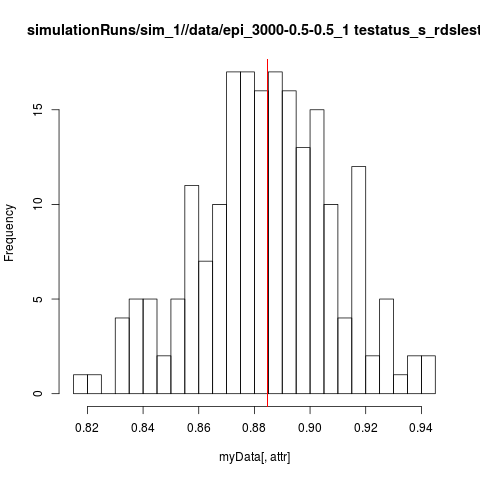 simulationRuns/sim_1//data/epi_3000-0.5-0.5_1 testatus_s_rdslest
Frequency
15
10
5
0
0.82 0.84 0.86 0.88 0.90 0.92 0.94
myData[, attr]